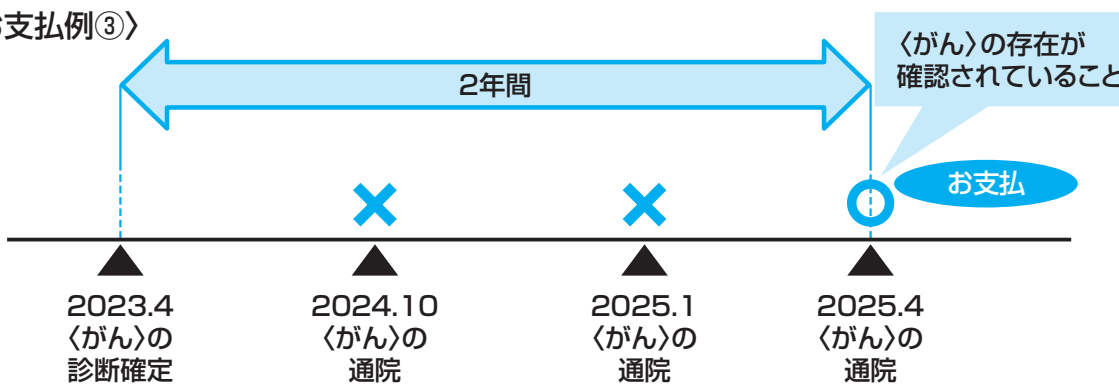 お支払例③〉
〈がん〉の存在が
確認されていること
2年間
お支払
2023.4
〈がん〉の
診断確定
2024.10
〈がん〉の
通院
2025.1
〈がん〉の
通院
2025.4
〈がん〉の
通院